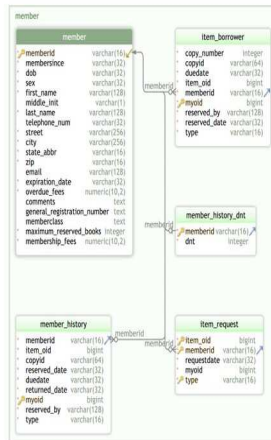 member
member
memberid varchar(16)
membersince varchar(32)
dob varchar(32)
sex varchar(32)
first_name varchar(128)
middle_init varchar(1)
last_name varchar(128)
telephone_num varchar(32)
street varchar(256)
city varchar(256)
state_abbr varchar(16)
zip varchar(16)
email varchar(128)
expiration_date varchar(32)
overdue_fees numeric(10,2)
comments text
general_registration_number text
memberclass text
maximum_reserved_books integer
membership_fees numeric(10,2)
item_borrower
copy_number integer
copyid varchar(64)
duedate varchar(32)
item_oid bigint
memberid varchar(16)
myoid bigint
reserved_by varchar(128)
reserved_date varchar(32)
type varchar(16)
memberid
member_history_dnt
memberid varchar(16)
dnt integer
memberid
member_history
memberid varchar(16)
item_oid bigint
copyid varchar(64)
reserved_date varchar(32)
duedate varchar(32)
returned_date varchar(32)
myoid bigint
reserved_by varchar(128)
type varchar(16)
memberid
item_request
item_oid bigint
memberid varchar(16)
requestdate varchar(32)
myoid bigint
type varchar(16)
memberid